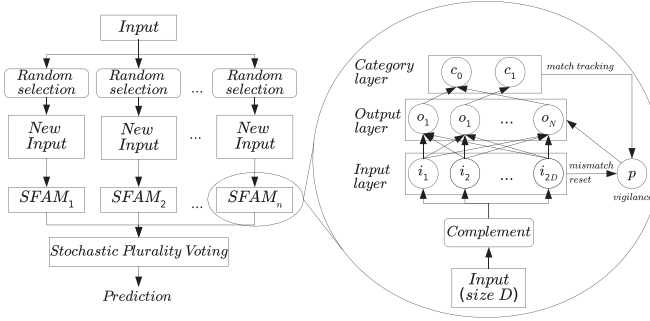 Input
Random selection
Random selection
...
Random selection
New Input
New Input
...
New Input
SFAM1
SFAM2
...
SFAMn
Stochastic Plurality Voting
Prediction
Category layer
c0
c1
match tracking
Output layer
o1
o1
...
oN
Input layer
i1
i2
...
i2D
mismatch
reset
p
vigilance
Complement
Input
(size D)